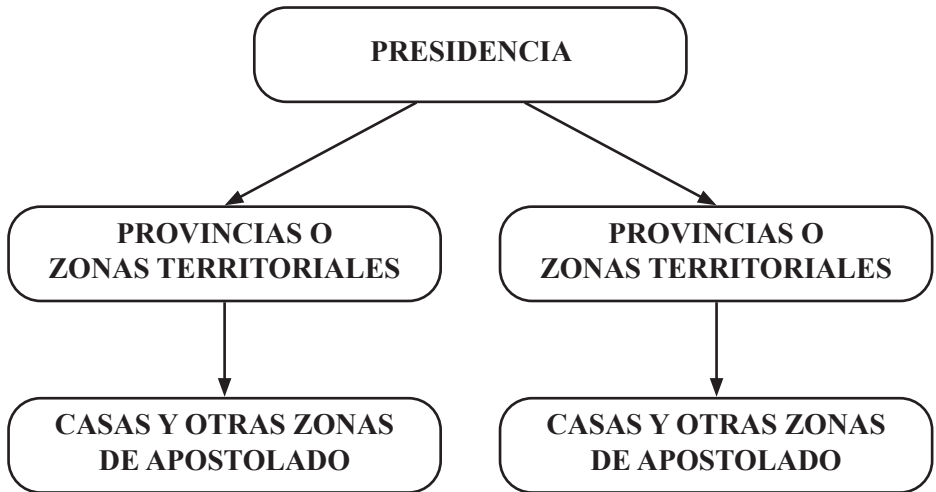 PRESIDENCIA
PROVINCIAS O
ZONAS TERRITORIALES
PROVINCIAS O
ZONAS TERRITORIALES
CASAS Y OTRAS ZONAS
DE APOSTOLADO
CASAS Y OTRAS ZONAS
DE APOSTOLADO